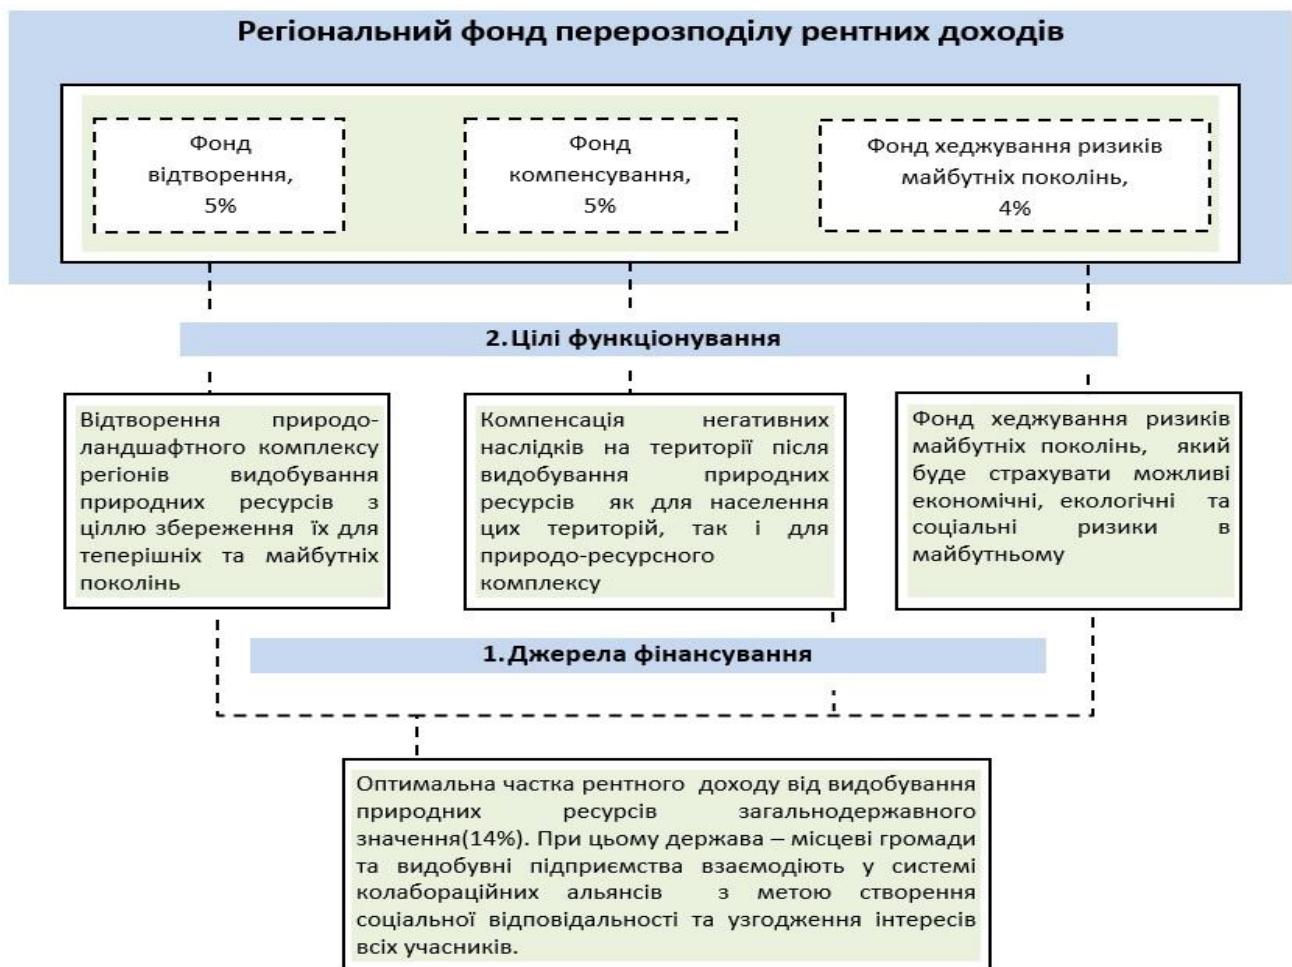 Регіональний фонд перерозподілу рентних доходів
Фонд
відтворення,
5%
Фонд
компенсування,
5%
Фонд хеджування ризиків
майбутніх поколінь,
4%
2.Цілі функціонування
Відтворення природо-
ландшафтного комплексу
регіонів видобування
природних ресурсів з
ціллю збереження їх для
теперішніх та майбутніх
поколінь
Компенсація негативних
наслідків на території після
видобування природних
ресурсів як для населення
цих територій, так і для
природо-ресурсного
комплексу
Фонд хеджування ризиків
майбутніх поколінь, який
буде страхувати можливі
економічні, екологічні та
соціальні ризики в
майбутньому
1.Джерела фінансування
Оптимальна частка рентного доходу від видобування
природних ресурсів загальнодержавного
значення(14%). При цьому держава – місцеві громади
та видобувні підприємства взаємодіють у системі
колабораційних альянсів з метою створення
соціальної відповідальності та узгодження інтересів
всіх учасників.